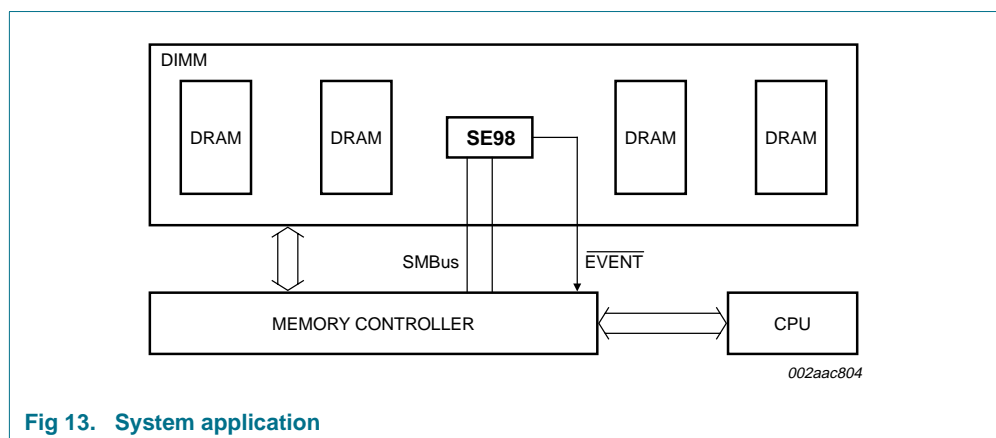 DIMM
DRAM
DRAM
SE98
DRAM
DRAM
SMBus
EVENT
MEMORY CONTROLLER
CPU
002aac804
Fig 13. System application